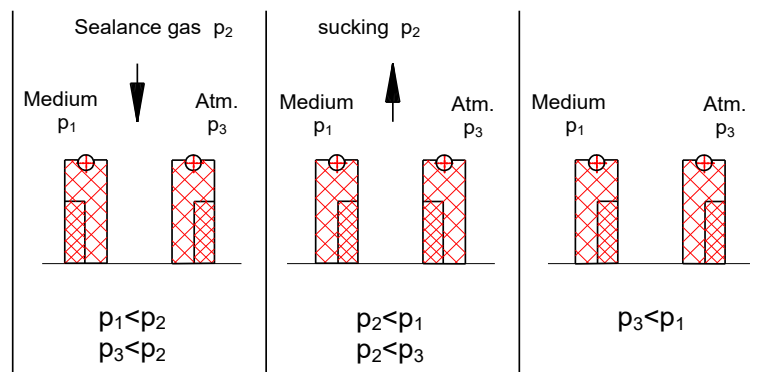 Sealance gas p₂
Medium
p₁
Atm.
p₃
p₁<p₂
p₃<p₂
sucking p₂
Medium
p₁
Atm.
p₃
p₂<p₁
p₂<p₃
Medium
p₁
Atm.
p₃
p₃<p₁